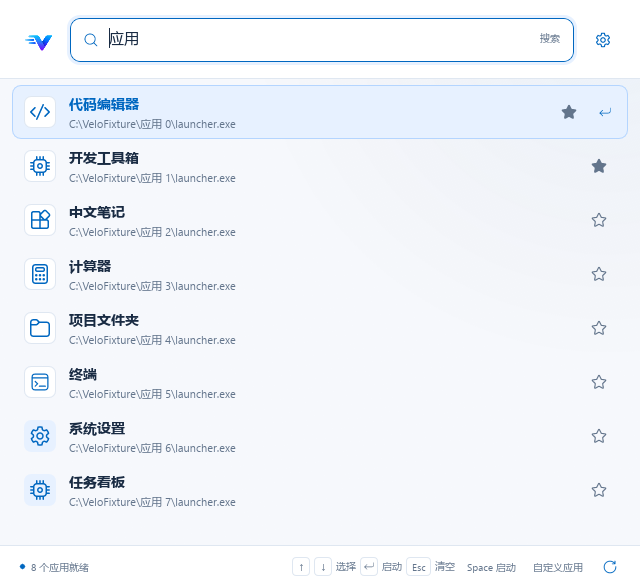 应用 搜索
代码编辑器
C:\VeloFixture\应用 0\launcher.exe
开发工具箱
C:\VeloFixture\应用 1\launcher.exe
中文笔记
C:\VeloFixture\应用 2\launcher.exe
计算器
C:\VeloFixture\应用 3\launcher.exe
项目文件夹
C:\VeloFixture\应用 4\launcher.exe
终端
C:\VeloFixture\应用 5\launcher.exe
系统设置
C:\VeloFixture\应用 6\launcher.exe
任务看板
C:\VeloFixture\应用 7\launcher.exe
8 个应用就绪 ↑ ↓ 选择 ↵ 启动 Esc 清空 Space 启动 自定义应用